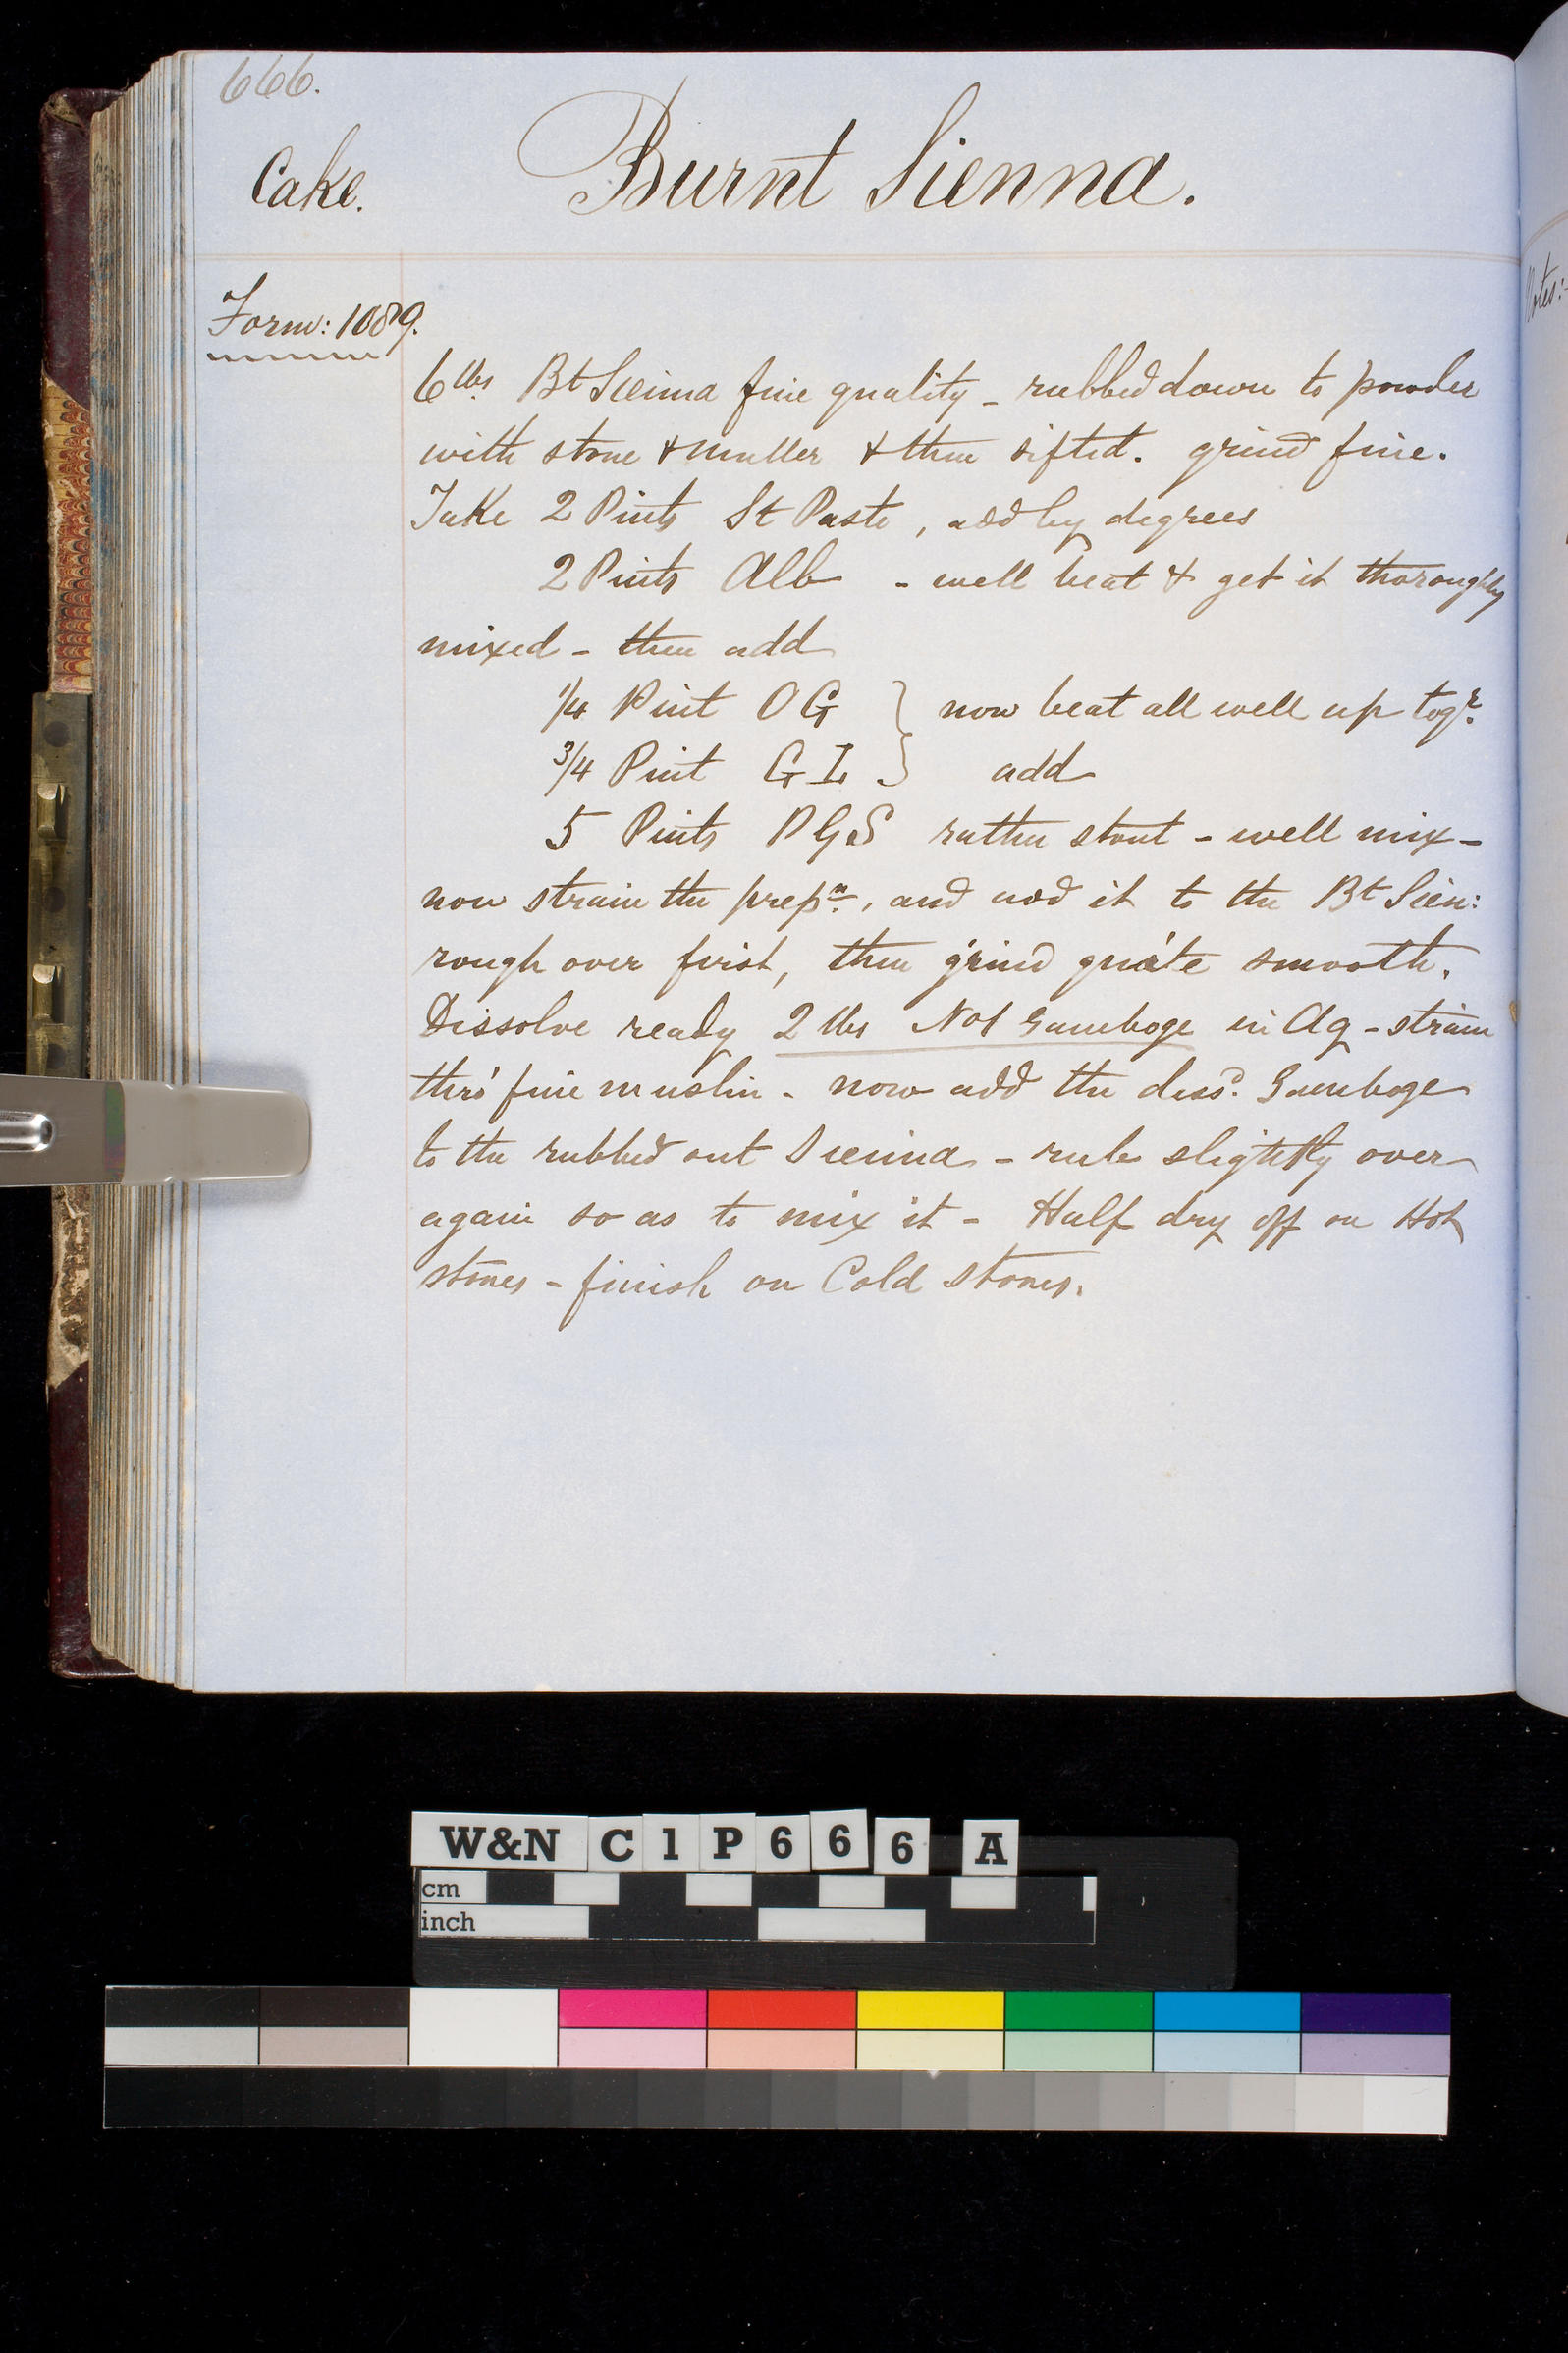 666.
Cake. Burnt Sienna.
Form: 1089.
6 lbs. Bt Sienna fine quality - rubbed down to powder
with stone & muller & then sifted. grind fine.
Take 2 Pints St Paste, add by degrees
2 Pints Alb - well beat & get it thoroughly
mixed - then add
1/4 Pint OG } now beat all well up togr.
3/4 Pint GL } add
5 Pints PGS rather stout - well mix -
now strain the prepn., and add it to the Bt Sien:
rough over first, then grind quite smooth.
Dissolve ready 2 lbs No1 Gamboge in Aq - strain
thro' fine muslin - now add the dissd. Gamboge
to the rubbed out Sienna - rub slightly over
again so as to mix it - Half dry off on Hot
stones - finish on Cold stones.
Notes:-
W&N C1P666 A
cm
inch